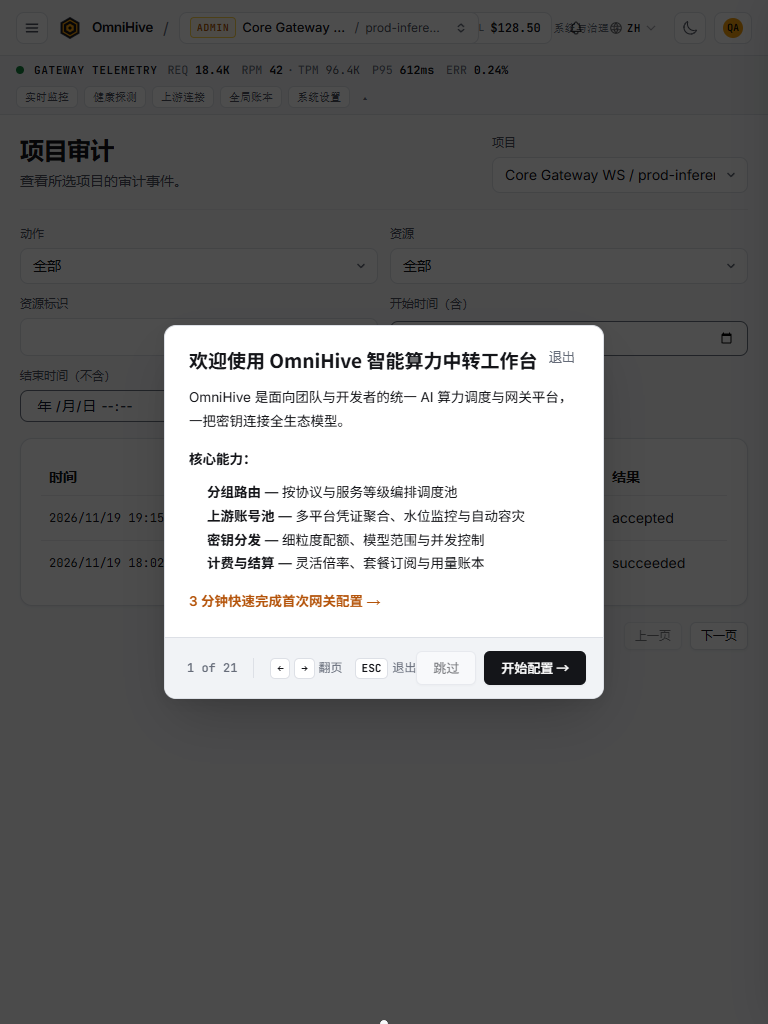 OmniHive / ADMIN Core Gateway ... / prod-infere... $128.50 ZH QA
GATEWAY TELEMETRY REQ 18.4K RPM 42 · TPM 96.4K P95 612ms ERR 0.24%
实时监控 健康探测 上游连接 全局账本 系统设置
项目审计
查看所选项目的审计事件。
项目
Core Gateway WS / prod-infere
动作
全部
资源
全部
资源标识
开始时间（含）
结束时间（不含）
年 /月/日 --:--
时间 结果
2026/11/19 19:15 accepted
2026/11/19 18:02 succeeded
上一页 下一页
欢迎使用 OmniHive 智能算力中转工作台 退出
OmniHive 是面向团队与开发者的统一 AI 算力调度与网关平台，
一把密钥连接全生态模型。
核心能力：
分组路由 — 按协议与服务等级编排调度池
上游账号池 — 多平台凭证聚合、水位监控与自动容灾
密钥分发 — 细粒度配额、模型范围与并发控制
计费与结算 — 灵活倍率、套餐订阅与用量账本
3 分钟快速完成首次网关配置 →
1 of 21 ← → 翻页 ESC 退出 跳过 开始配置 →